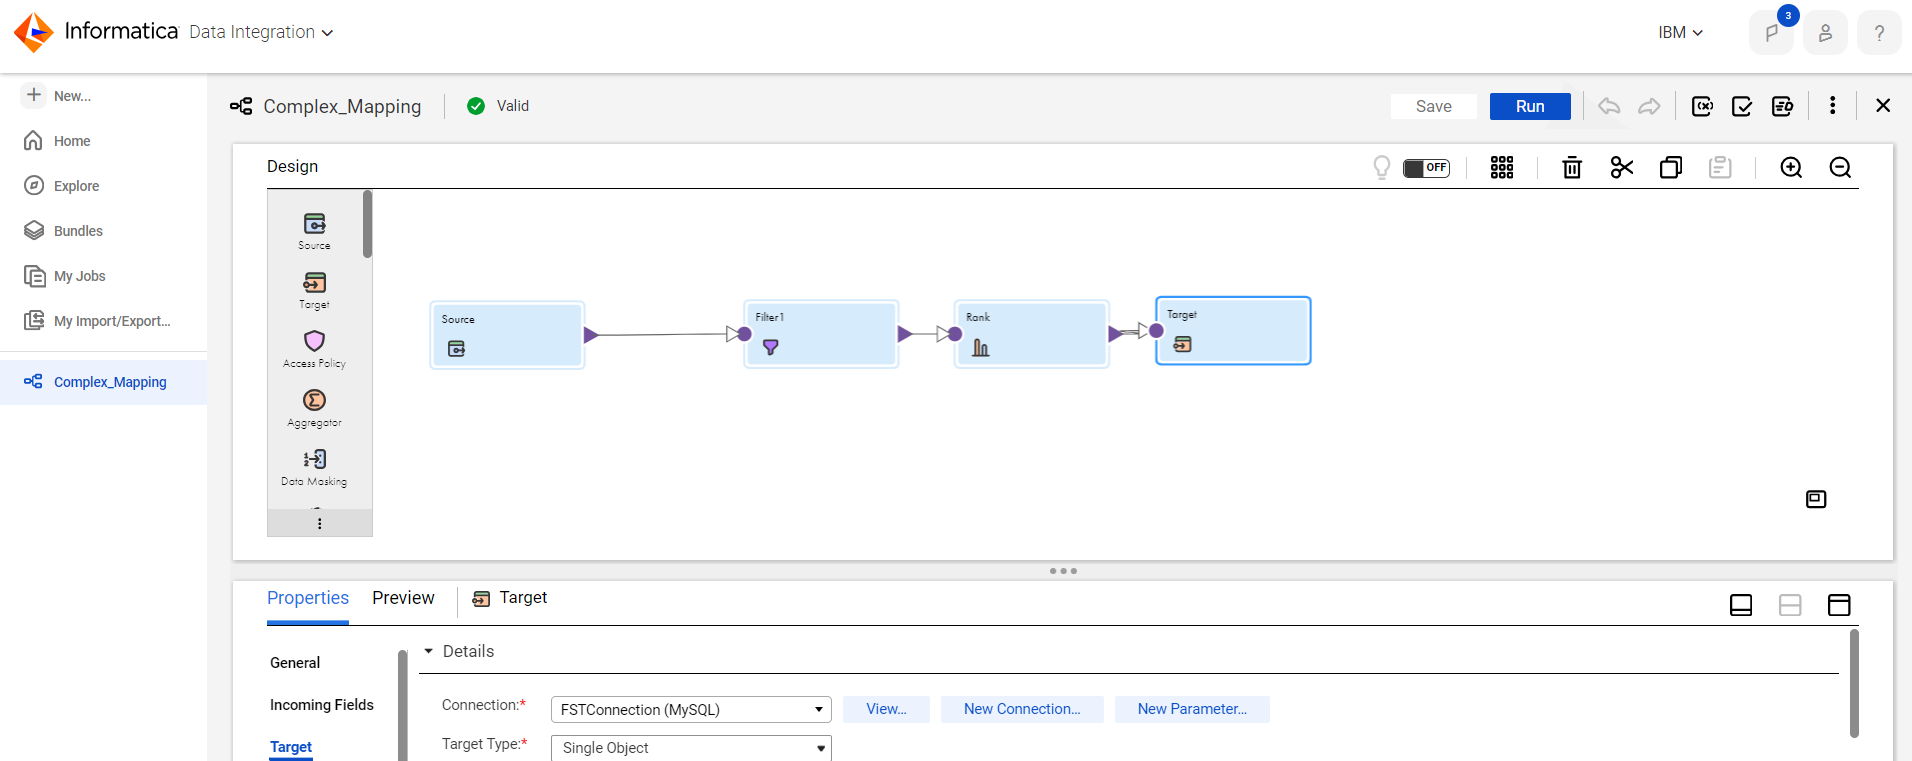 Informatica Data Integration
IBM
3
?
New...
Home
Explore
Bundles
My Jobs
My Import/Export...
Complex_Mapping
Complex_Mapping
Valid
Save
Run
Design
OFF
Source
Target
Access Policy
Aggregator
Data Masking
Source
Filter1
Rank
Target
Properties
Preview
Target
General
Incoming Fields
Target
Details
Connection:*
FSTConnection (MySQL)
View...
New Connection...
New Parameter...
Target Type:*
Single Object